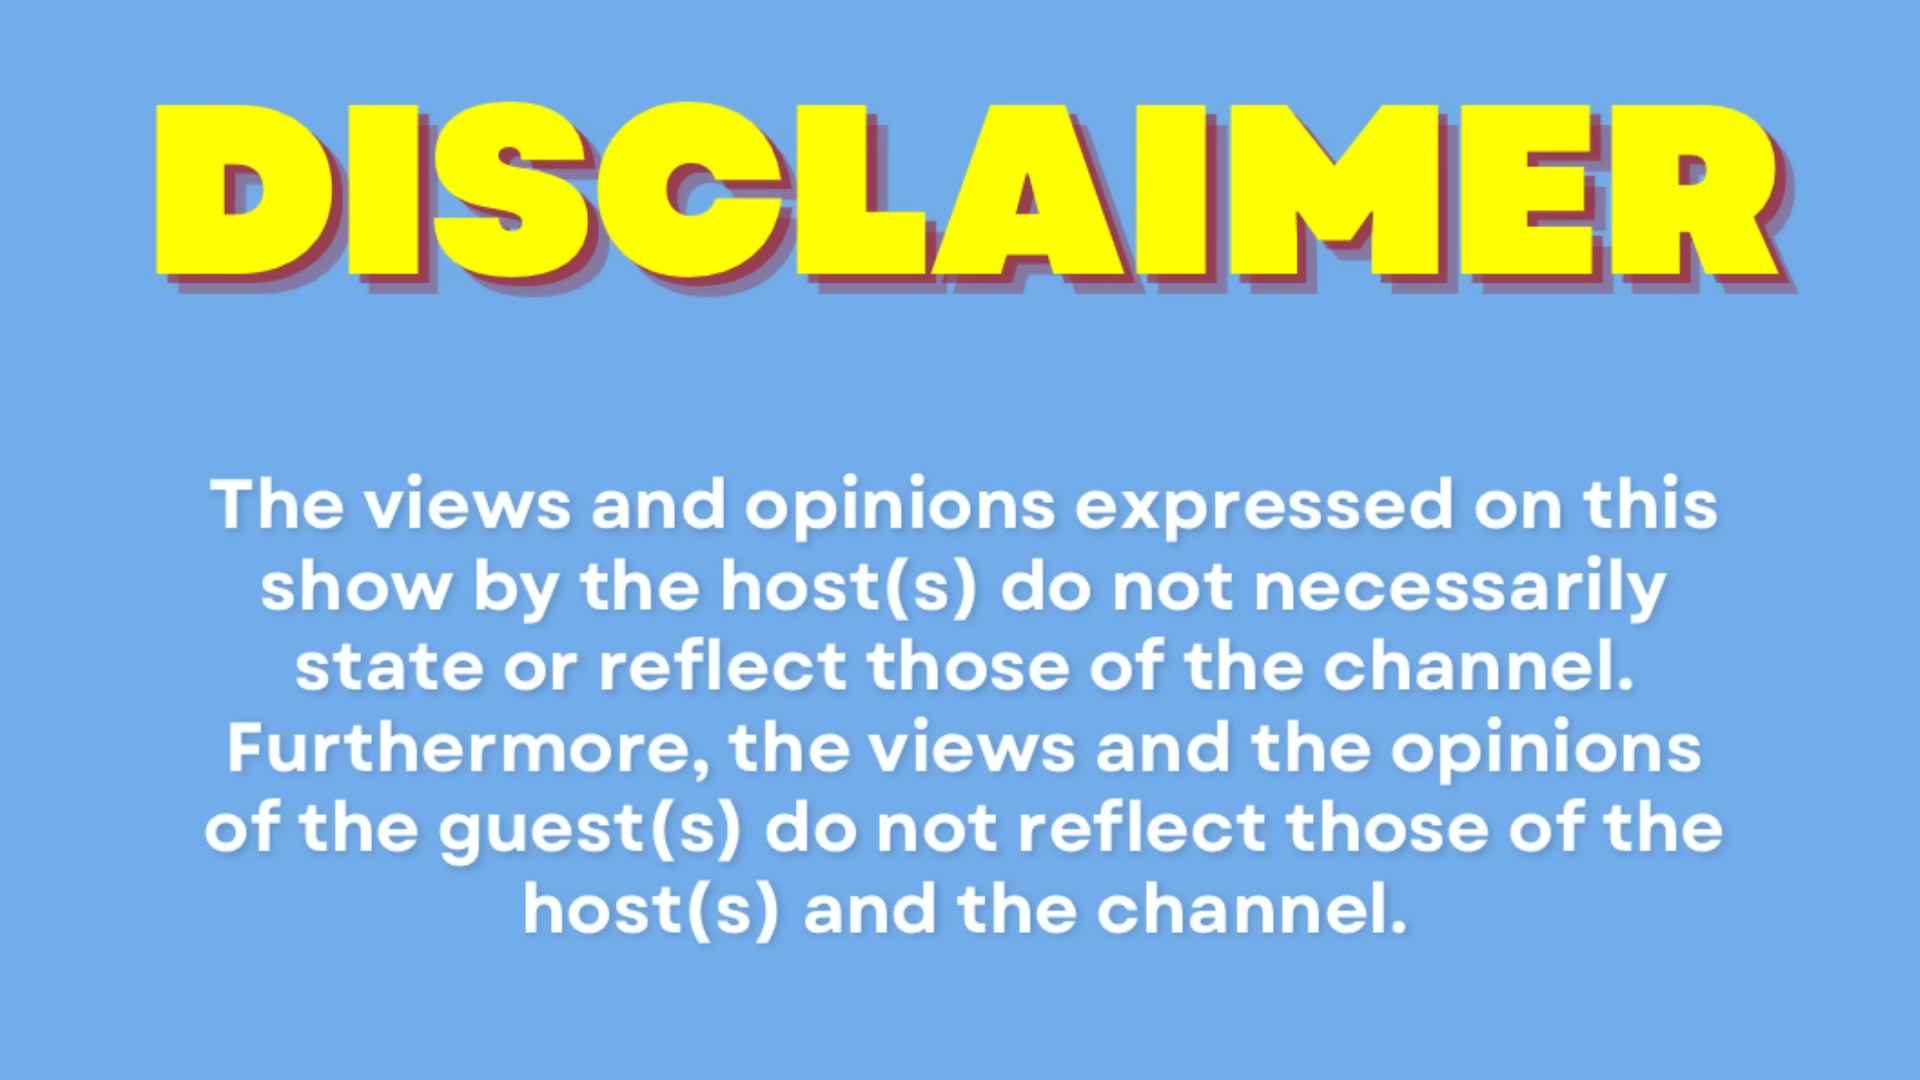 DISCLAIMER
The views and opinions expressed on this
show by the host(s) do not necessarily
state or reflect those of the channel.
Furthermore, the views and the opinions
of the guest(s) do not reflect those of the
host(s) and the channel.